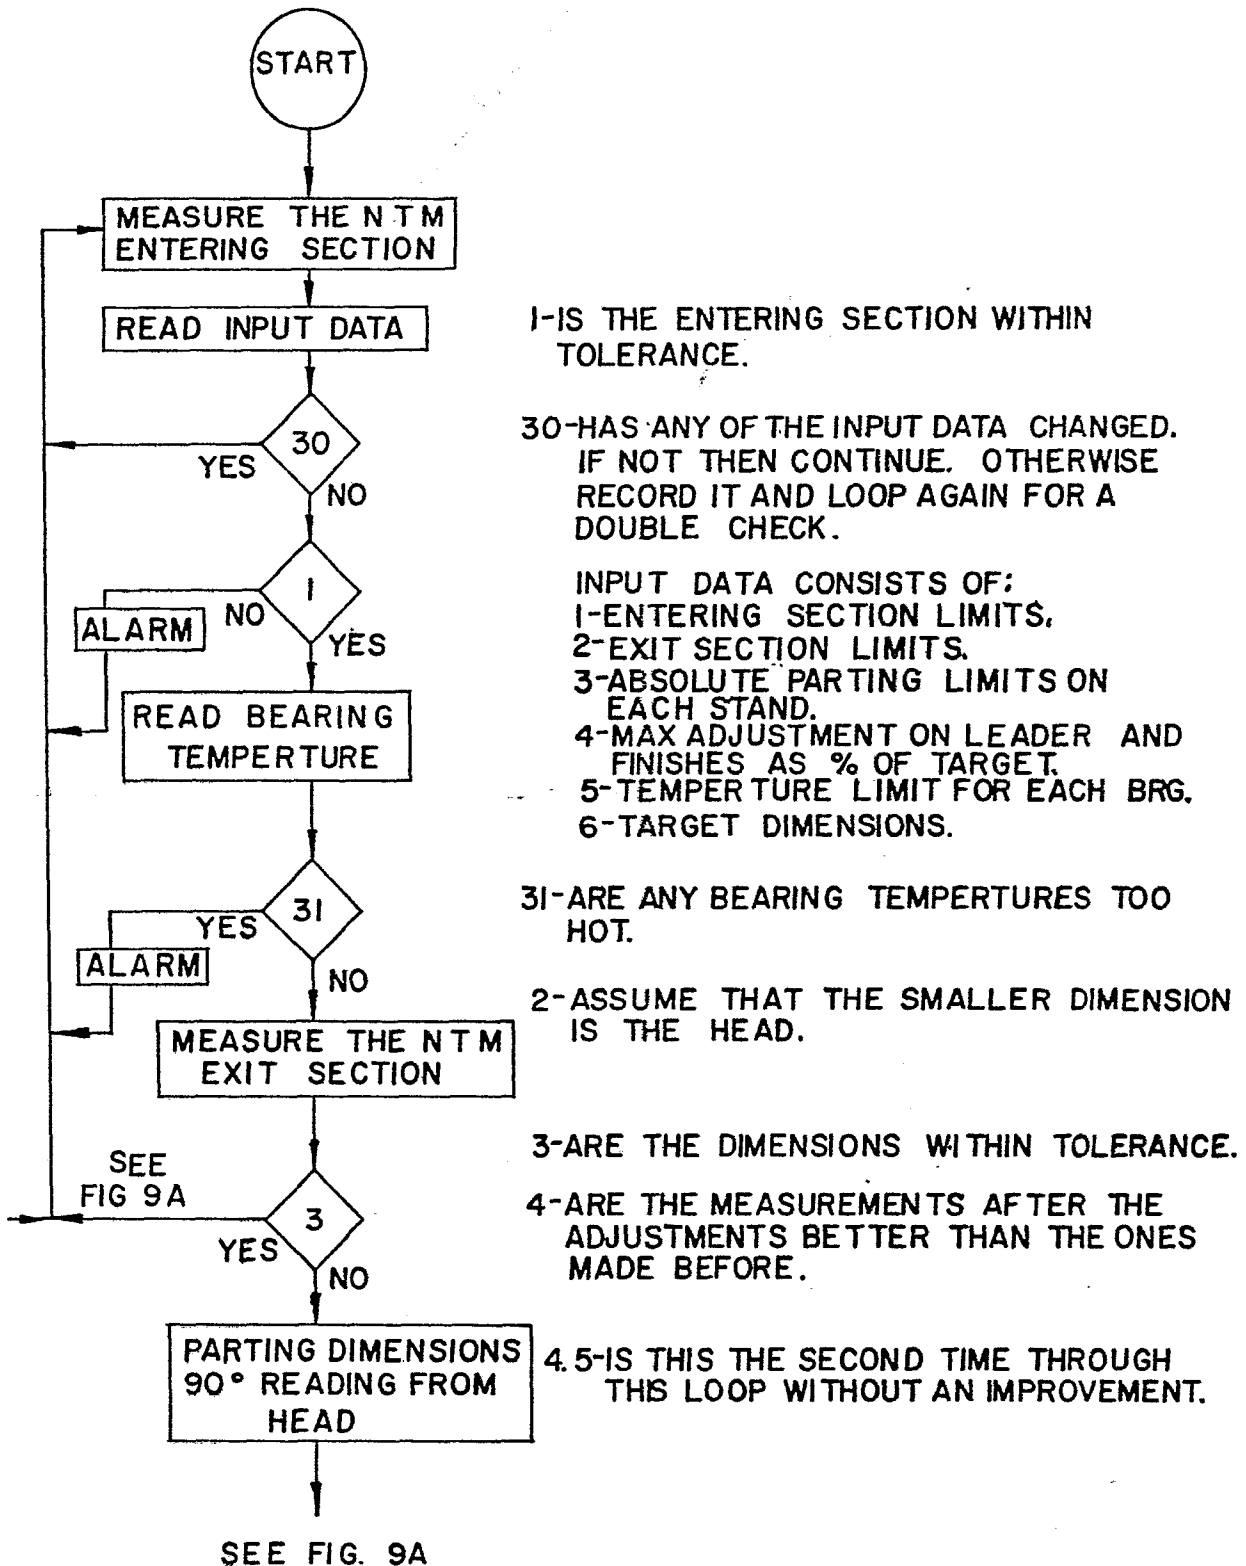 START
MEASURE THE N T M
ENTERING SECTION
READ INPUT DATA
30
YES
NO
1
NO
ALARM
YES
READ BEARING
TEMPERTURE
31
YES
ALARM
NO
MEASURE THE N T M
EXIT SECTION
SEE
FIG 9A
3
YES
NO
PARTING DIMENSIONS
90° READING FROM
HEAD
SEE FIG. 9A
1-IS THE ENTERING SECTION WITHIN
TOLERANCE.
30-HAS ANY OF THE INPUT DATA CHANGED.
IF NOT THEN CONTINUE. OTHERWISE
RECORD IT AND LOOP AGAIN FOR A
DOUBLE CHECK.
INPUT DATA CONSISTS OF:
1-ENTERING SECTION LIMITS.
2-EXIT SECTION LIMITS.
3-ABSOLUTE PARTING LIMITS ON
EACH STAND.
4-MAX ADJUSTMENT ON LEADER AND
FINISHES AS % OF TARGET.
5-TEMPERTURE LIMIT FOR EACH BRG.
6-TARGET DIMENSIONS.
31-ARE ANY BEARING TEMPERTURES TOO
HOT.
2-ASSUME THAT THE SMALLER DIMENSION
IS THE HEAD.
3-ARE THE DIMENSIONS WITHIN TOLERANCE.
4-ARE THE MEASUREMENTS AFTER THE
ADJUSTMENTS BETTER THAN THE ONES
MADE BEFORE.
4.5-IS THIS THE SECOND TIME THROUGH
THIS LOOP WITHOUT AN IMPROVEMENT.